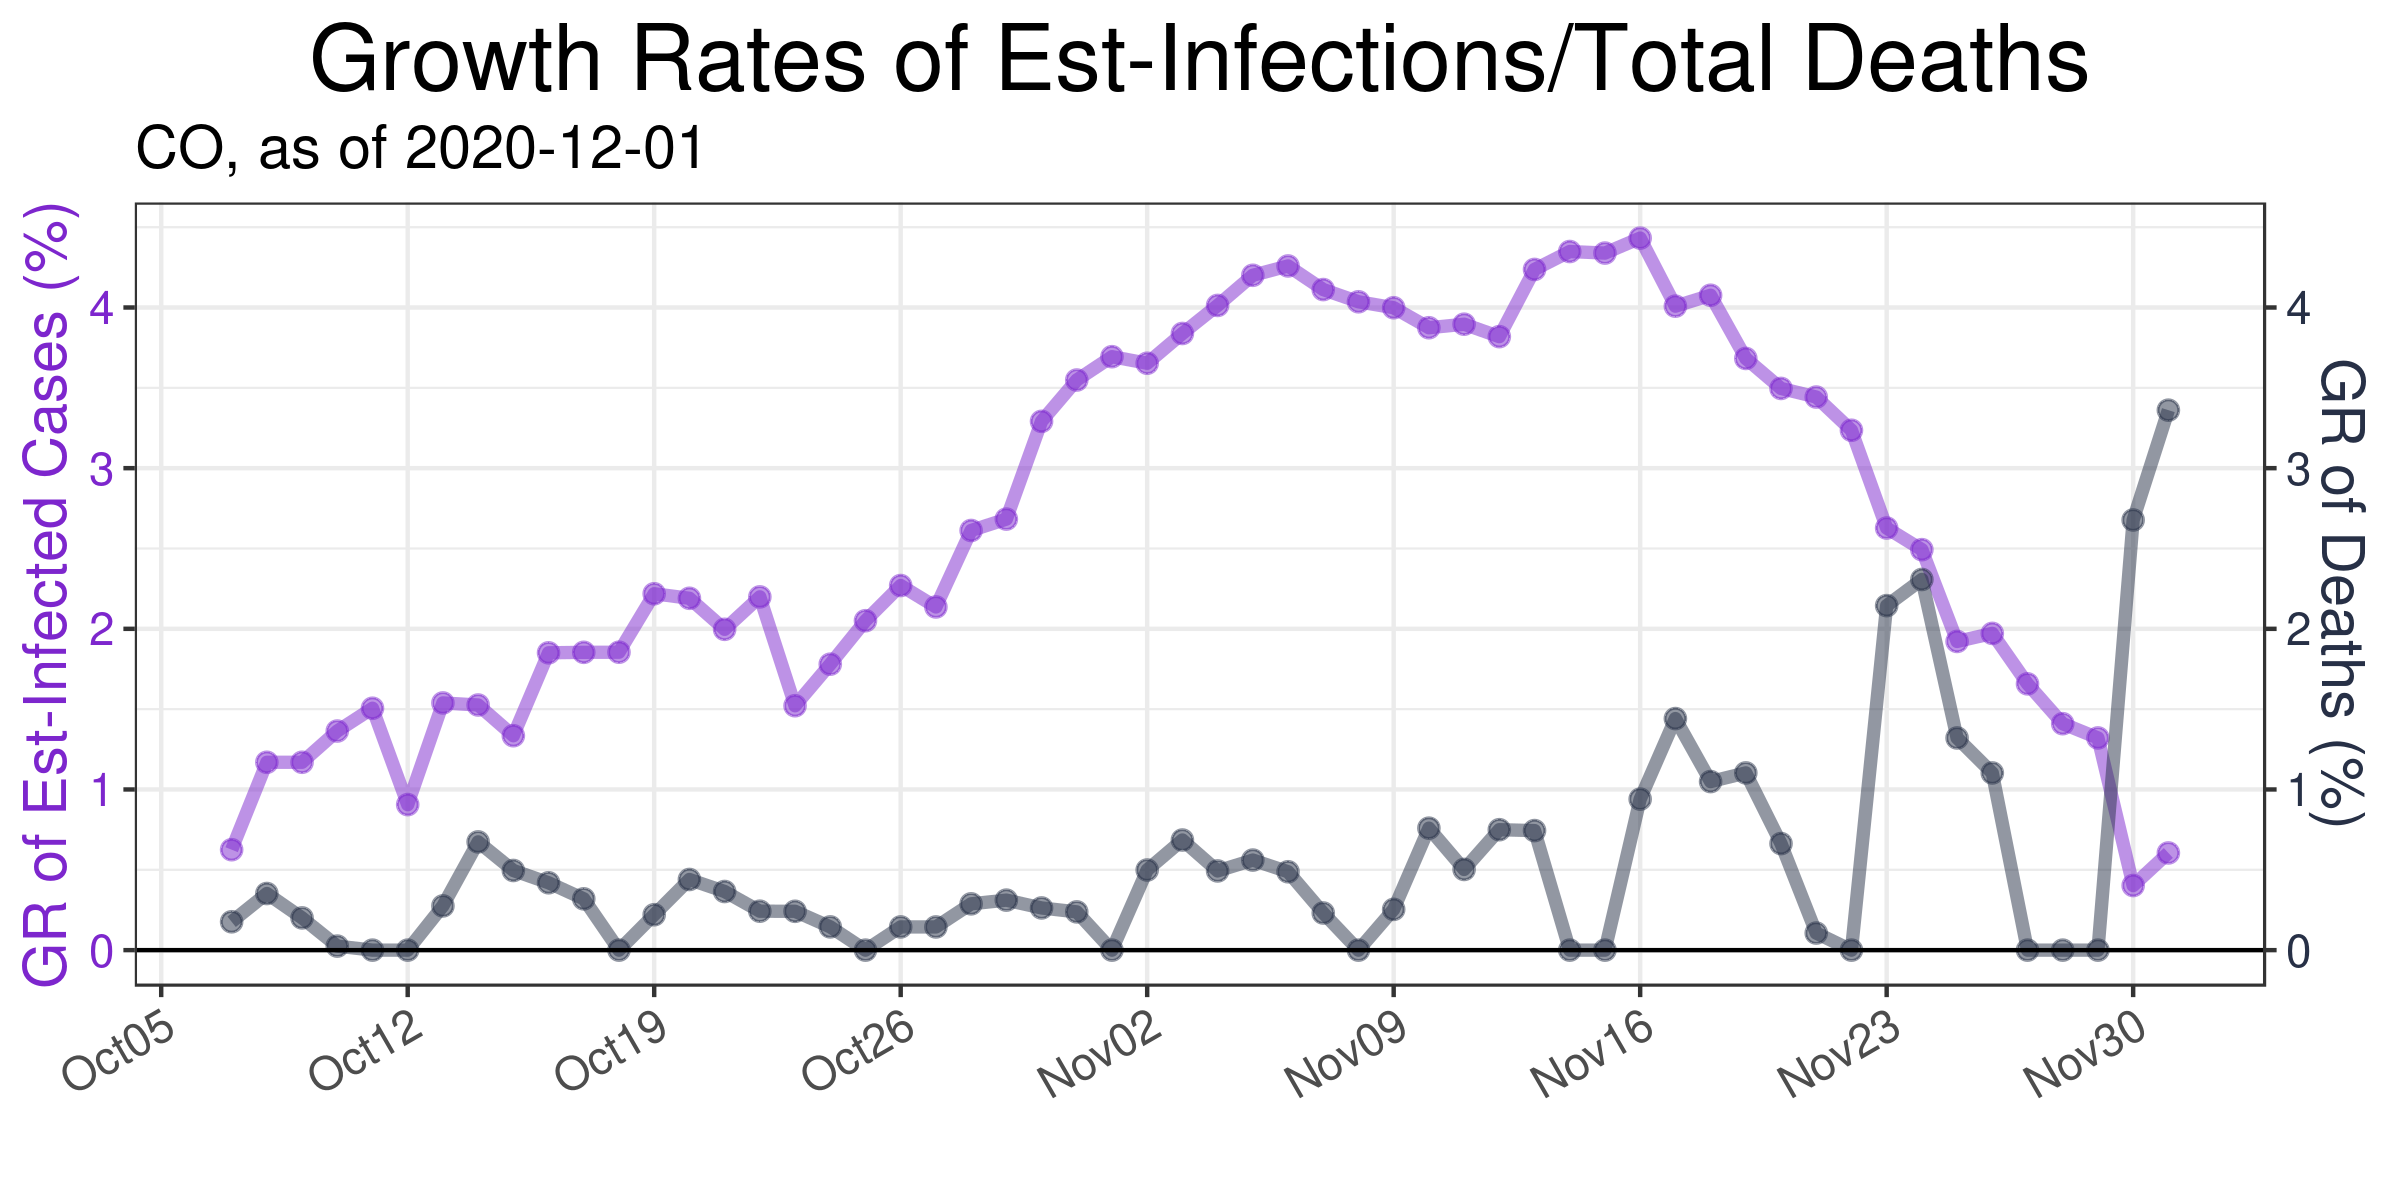 Growth Rates of Est-Infections/Total Deaths
CO, as of 2020-12-01
GR of Est-Infected Cases (%)
4
3
2
1
0
4
3
2
1
0
GR of Deaths (%)
Oct05
Oct12
Oct19
Oct26
Nov02
Nov09
Nov16
Nov23
Nov30